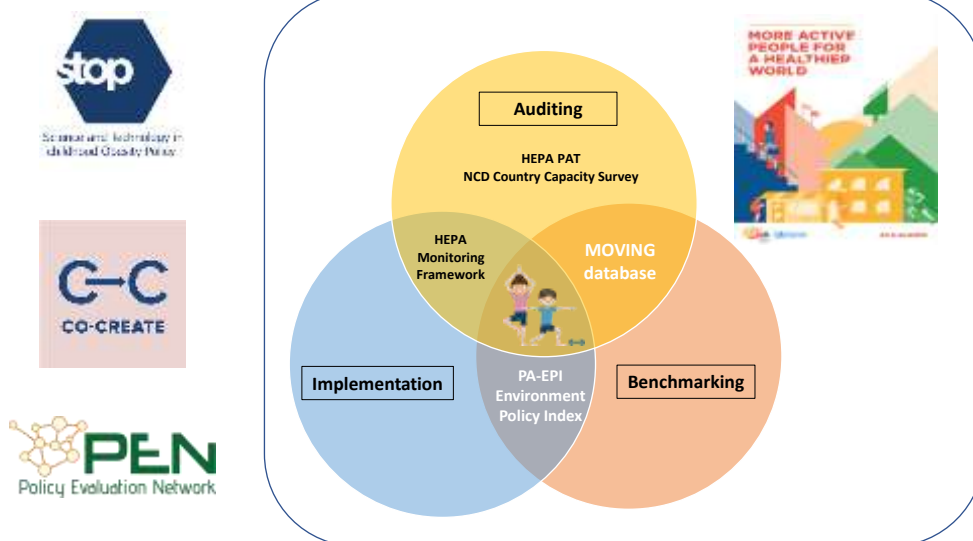 stop
Science and Technology in
childhood Obesity Policy
CO-CREATE
PEN
Policy Evaluation Network
Auditing
HEPA PAT
NCD Country Capacity Survey
HEPA
Monitoring
Framework
MOVING
database
Implementation
PA-EPI
Environment
Policy Index
Benchmarking
MORE ACTIVE
PEOPLE FOR
A HEALTHIER
WORLD